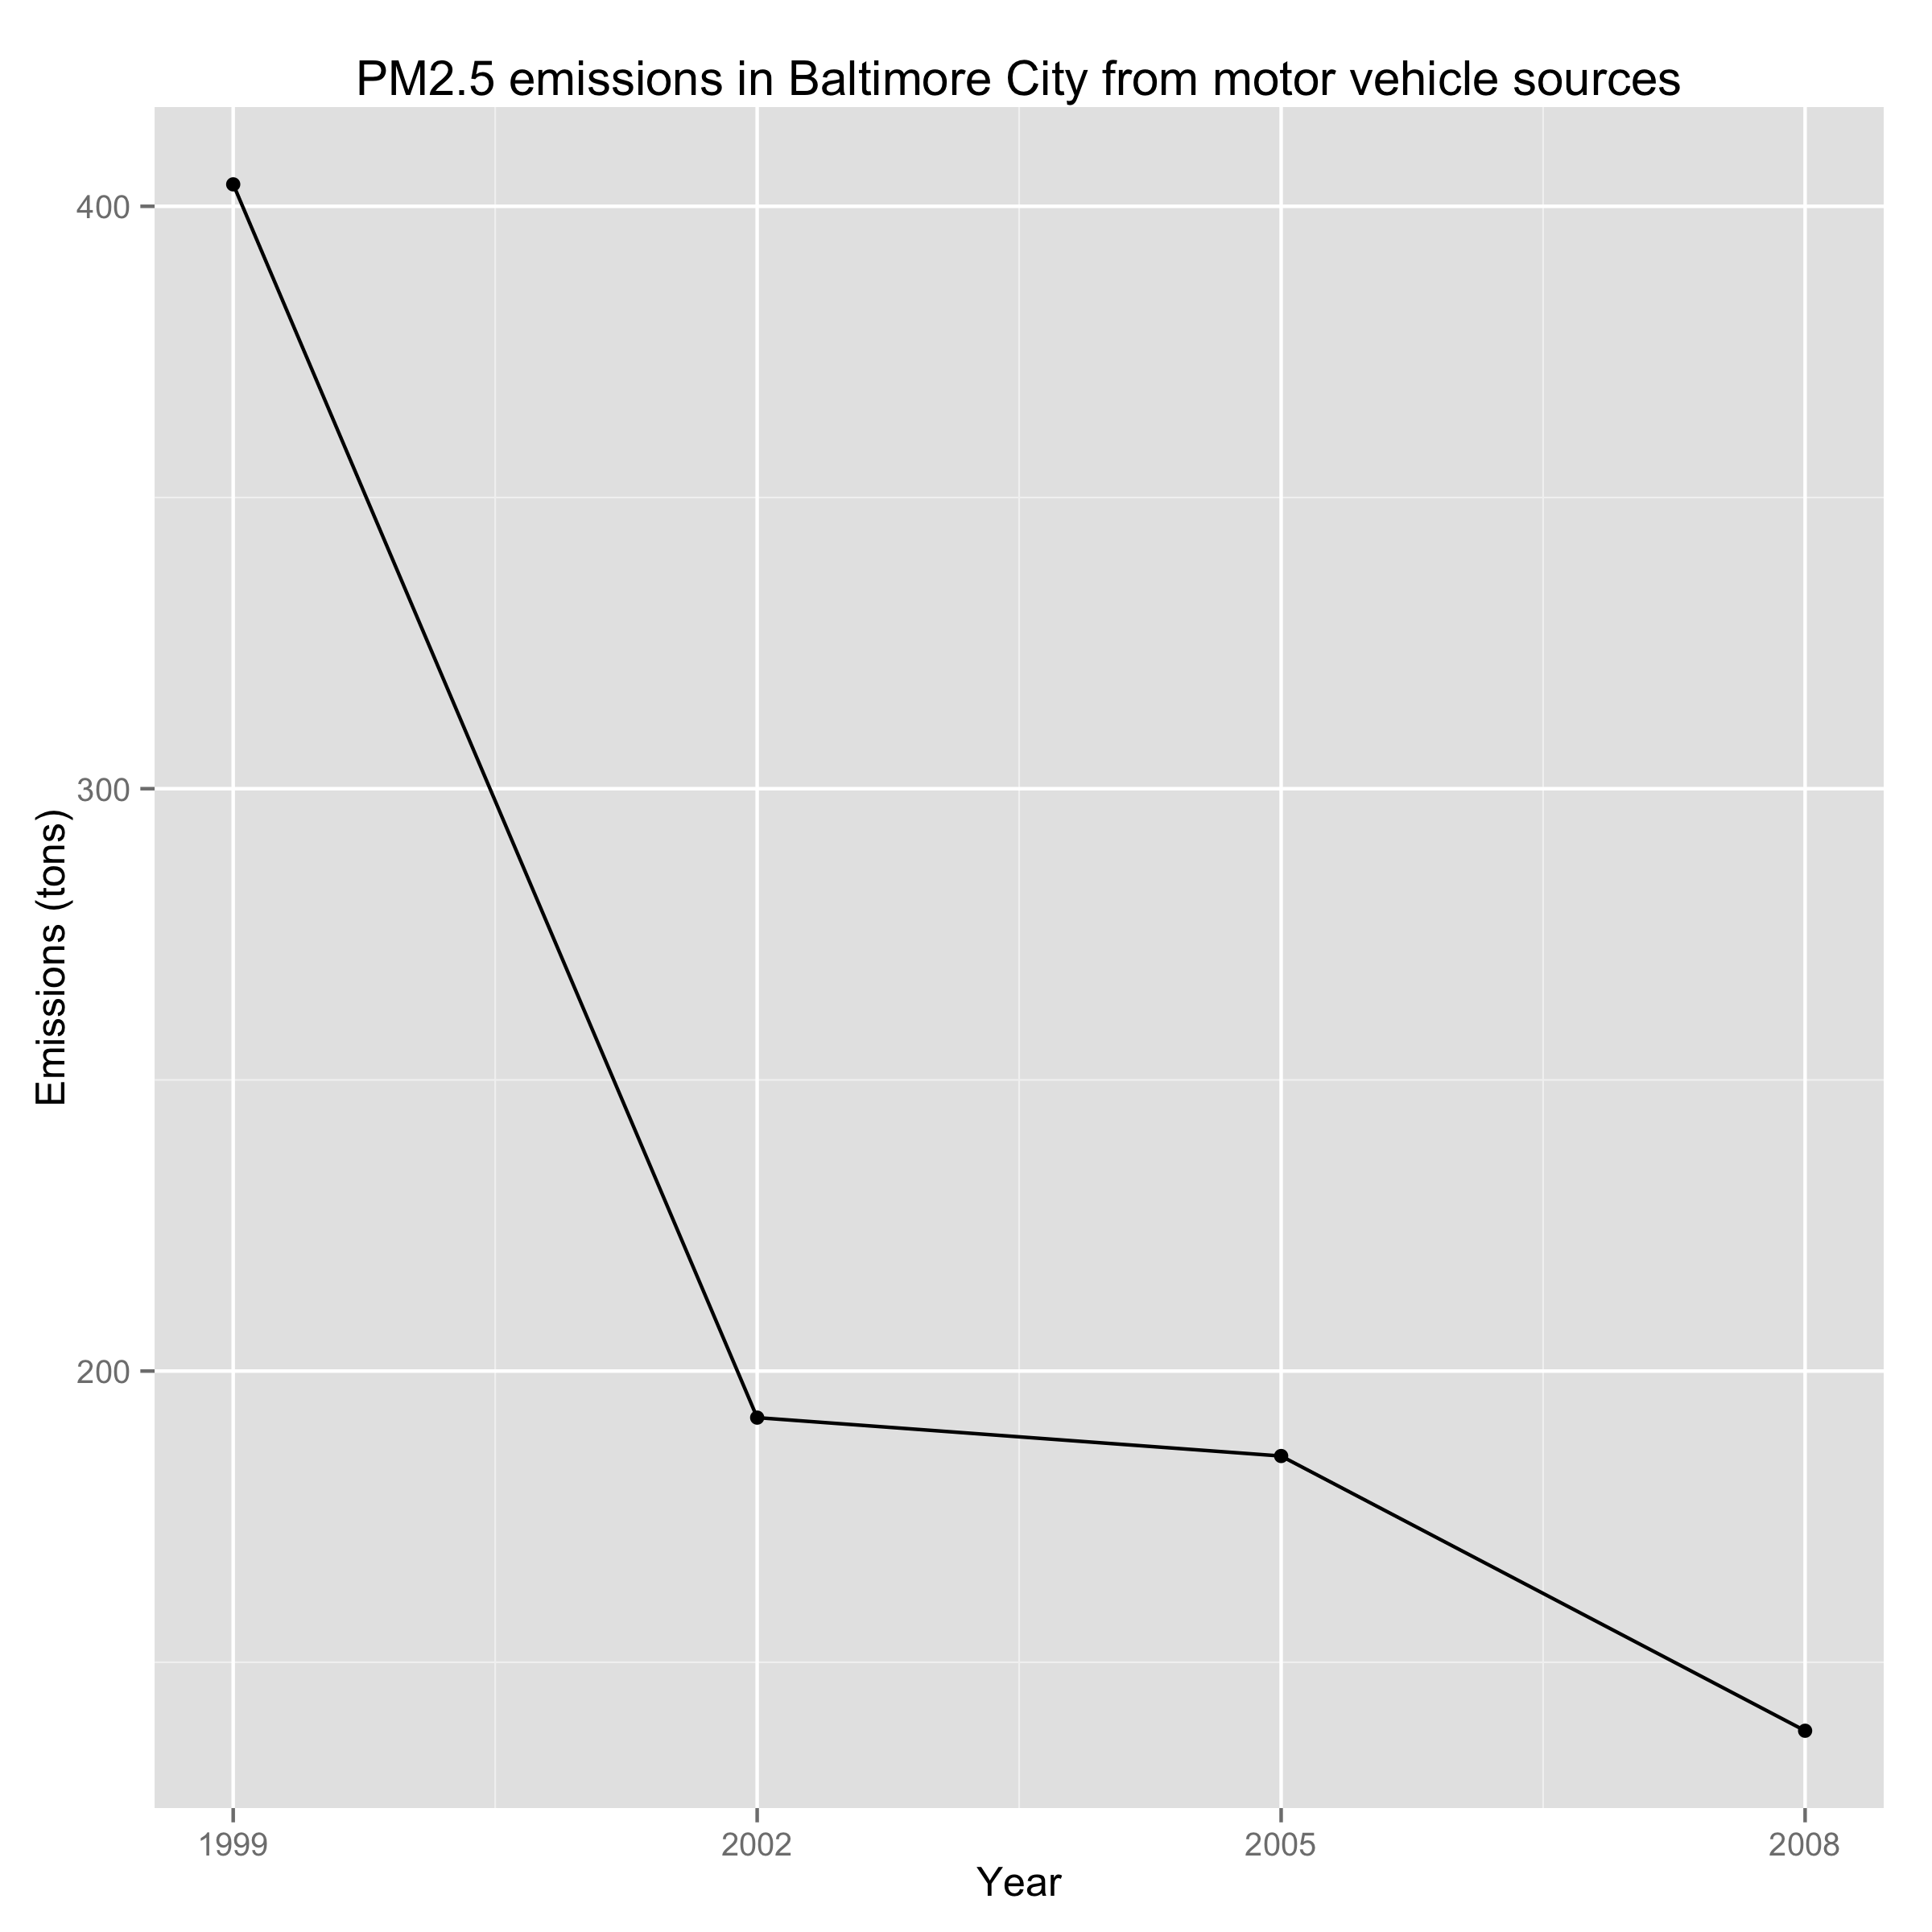 PM2.5 emissions in Baltimore City from motor vehicle sources
400
300
200
Emissions (tons)
1999 2002 2005 2008
Year